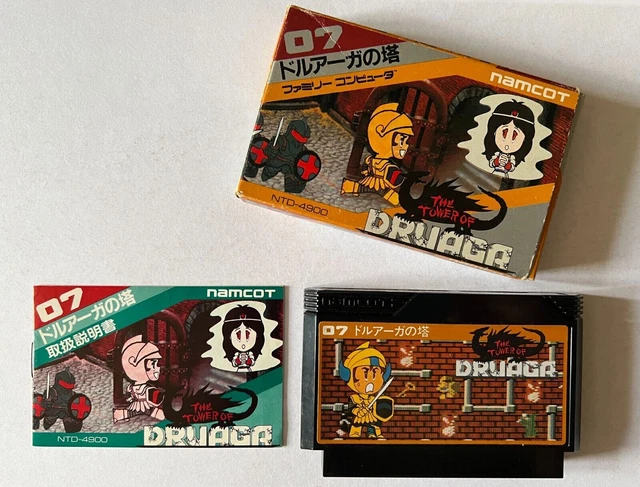 07
ドルアーガの塔
ファミリー コンピュータ
namcoT
NTD-4900
THE
TOWER OF
DRUAGA
07
ドルアーガの塔
取扱説明書
namcoT
NTD-4900
THE
TOWER OF
DRUAGA
namcoT
07 ドルアーガの塔
THE
TOWER OF
DRUAGA